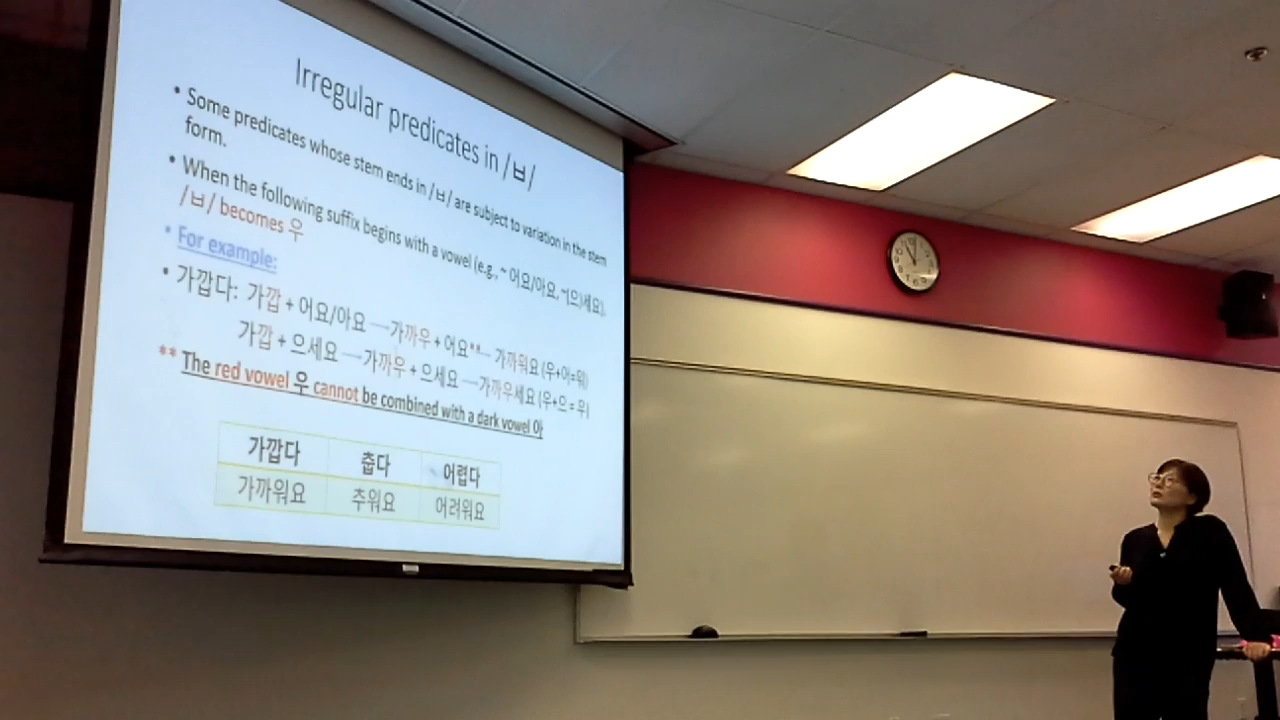 Irregular predicates in /ㅂ/
• Some predicates whose stem ends in /ㅂ/ are subject to variation in the stem
form.
• When the following suffix begins with a vowel (e.g., ~ 어요/아요, ~(으)세요),
/ㅂ/ becomes 우
• For example:
• 가깝다: 가깝 + 어요/아요 → 가까우 + 어요** → 가까워요 (우+어=워)
가깝 + 으세요 → 가까우 + 으세요 → 가까우세요 (우+으 = 우)
** The red vowel 우 cannot be combined with a dark vowel 아
가깝다 춥다 어렵다
가까워요 추워요 어려워요